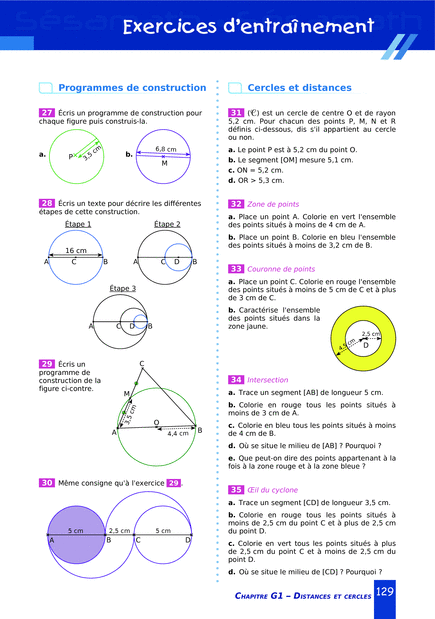 Exercices d'entraînement
Programmes de construction
27 Écris un programme de construction pour
chaque figure puis construis-la.
a.
P
3,5 cm
b.
6,8 cm
M
28 Écris un texte pour décrire les différentes
étapes de cette construction.
Étape 1
Étape 2
16 cm
A C B
A C D B
Étape 3
A C D B
29 Écris un
programme de
construction de la
figure ci-contre.
C
M
3,5 cm
O
A
4,4 cm
B
30 Même consigne qu'à l'exercice 29.
5 cm 2,5 cm 5 cm
A B C D
Cercles et distances
31 (C) est un cercle de centre O et de rayon
5,2 cm. Pour chacun des points P, M, N et R
définis ci-dessous, dis s'il appartient au cercle
ou non.
a. Le point P est à 5,2 cm du point O.
b. Le segment [OM] mesure 5,1 cm.
c. ON = 5,2 cm.
d. OR > 5,3 cm.
32 Zone de points
a. Place un point A. Colorie en vert l'ensemble
des points situés à moins de 4 cm de A.
b. Place un point B. Colorie en bleu l'ensemble
des points situés à moins de 3,2 cm de B.
33 Couronne de points
a. Place un point C. Colorie en rouge l'ensemble
des points situés à moins de 5 cm de C et à plus
de 3 cm de C.
b. Caractérise l'ensemble
des points situés dans la
zone jaune.
2,5 cm
4,5 cm
D
34 Intersection
a. Trace un segment [AB] de longueur 5 cm.
b. Colorie en rouge tous les points situés à
moins de 3 cm de A.
c. Colorie en bleu tous les points situés à moins
de 4 cm de B.
d. Où se situe le milieu de [AB] ? Pourquoi ?
e. Que peut-on dire des points appartenant à la
fois à la zone rouge et à la zone bleue ?
35 Œil du cyclone
a. Trace un segment [CD] de longueur 3,5 cm.
b. Colorie en rouge tous les points situés à
moins de 2,5 cm du point C et à plus de 2,5 cm
du point D.
c. Colorie en vert tous les points situés à plus
de 2,5 cm du point C et à moins de 2,5 cm du
point D.
d. Où se situe le milieu de [CD] ? Pourquoi ?
CHAPITRE G1 – DISTANCES ET CERCLES 129